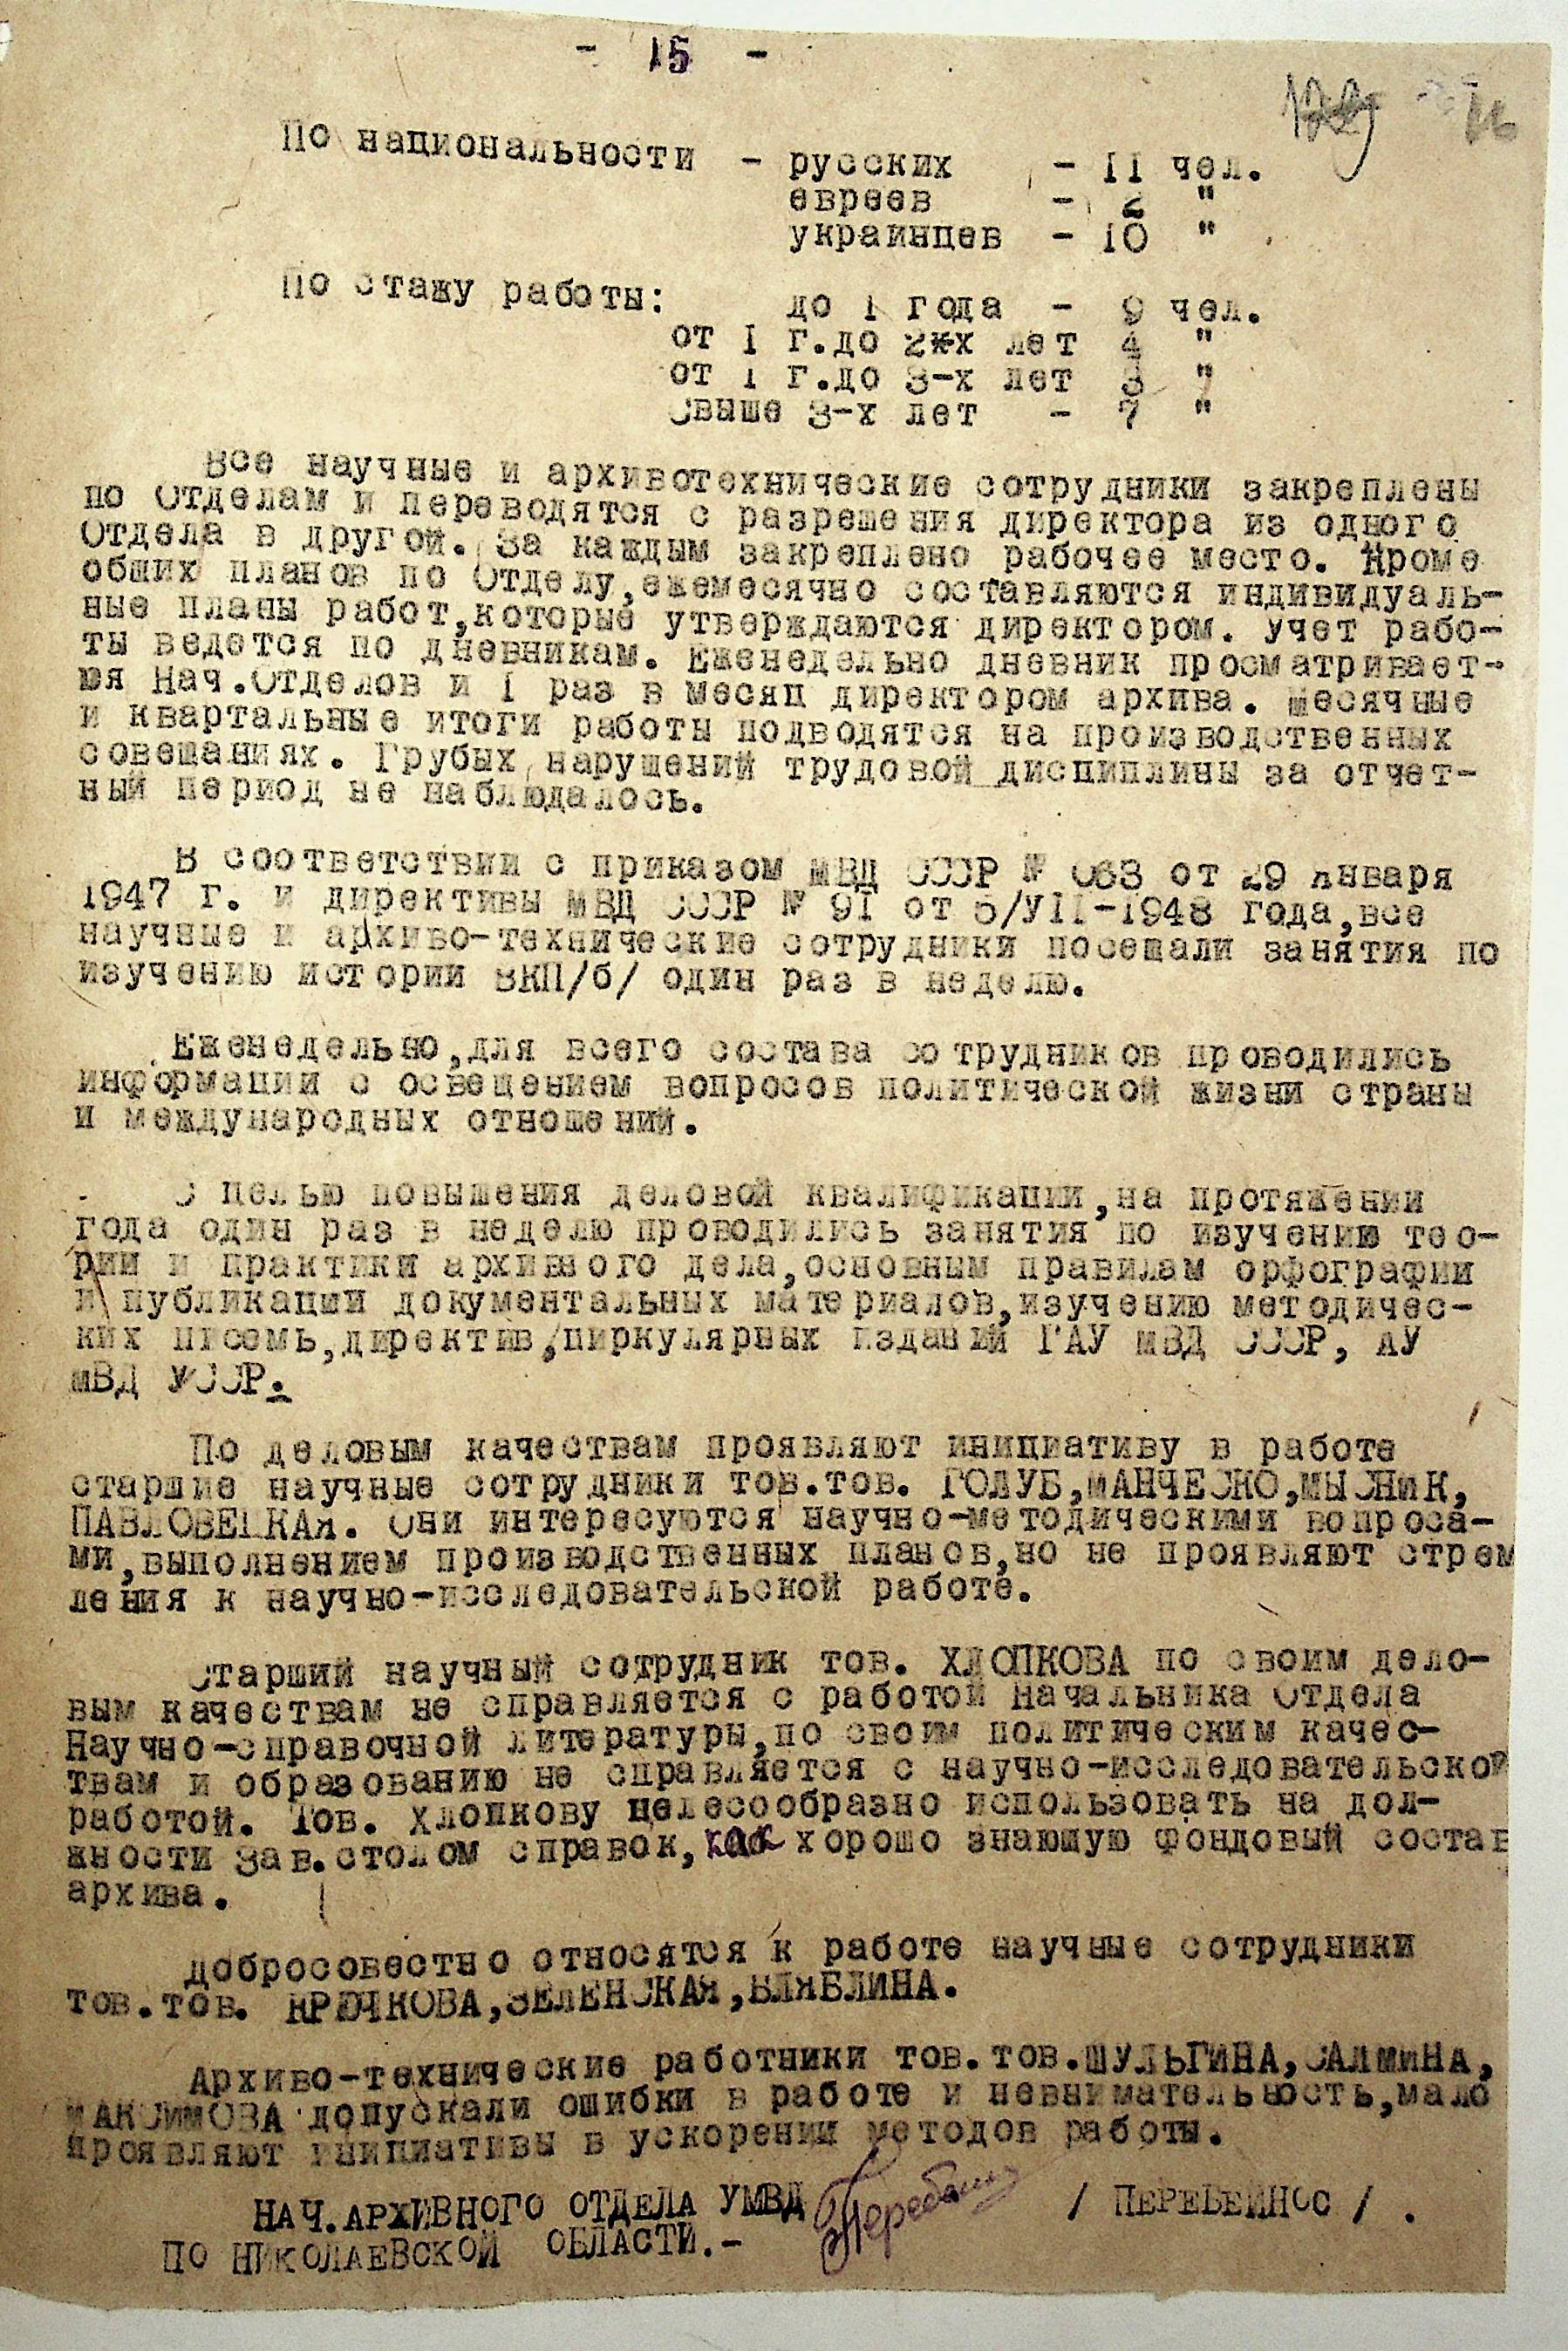 - 15 -
По национальности - русских - 11 чел.
евреев - 2 "
украинцев - 10 "
По стажу работы: до 1 года - 9 чел.
от 1 г.до 2-х лет 4 "
от 1 г.до 3-х лет 3 "
Свыше 3-х лет - 7 "
Все научные и архивотехнические сотрудники закреплены
по Отделам и переводятся с разрешения директора из одного
Отдела в другой. За каждым закреплено рабочее место. Кроме
общих планов по Отделу,ежемесячно составляются индивидуаль-
ные планы работ,которые утверждаются директором. Учет рабо-
ты ведется по дневникам. Еженедельно дневник просматривает-
юя Нач.Отделов и 1 раз в месяц директором архива. Месячные
и квартальные итоги работы подводятся на производственных
совещаниях. Грубых нарушений трудовой дисциплины за отчет-
ный период не наблюдалось.
В соответствии с приказом МВД СССР № 063 от 29 Января
1947 г. и директивы МВД СССР № 91 от 5/УII-1948 года,все
научные и архиво-технические сотрудники посещали занятия по
изучению истории ВКП/б/ один раз в неделю.
Еженедельно,для всего состава сотрудников проводились
информации с освещением вопросов политической жизни страны
и международных отношений.
С целью повышения деловой квалификации,на протяжении
года один раз в неделю проводились занятия по изучению тео-
рии и практики архивного дела,основным правилам орфографии
и публикации документальных материалов,изучению методичес-
ких писемь,директив,циркулярных изданий ГАУ МВД СССР, АУ
МВД УССР.
По деловым качествам проявляют инициативу в работе
старшие научные сотрудники тов.тов. ГОЛУБ,МАНЧЕСКО,МЫСНИК,
ПАВЛОВЕЦКАЯ. Они интересуются научно-методическими вопроса-
ми,выполнением производственных планов,но не проявляют стрем
ления к научно-исследовательской работе.
Старший научный сотрудник тов. ХЛОПКОВА по своим дело-
вым качествам не справляется с работой Начальника Отдела
Научно-справочной литературы,по своим политическим качес-
твам и образованию не справляется с научно-исследовательской
работой. Тов. Хлопкову целесообразно использовать на дол-
жности Зав.столом справок,как хорошо знающую фондовый состав
архива.
Добросовестно относятся к работе научные сотрудники
тов.тов. КРЮЧКОВА,ЗЕЛЕНСКАЯ,ВЛЯБЛИНА.
Архиво-технические работники тов.тов.ШУЛЬГИНА,САЛМИНА,
МАКСИМОВА допускали ошибки в работе и невнимательность,мало
проявляют инициативы в ускорении методов работы.
НАЧ.АРХИВНОГО ОТДЕЛА УМВД / ПЕРЕБЕЙНОС / .
ПО НИКОЛАЕВСКОЙ ОБЛАСТИ.-